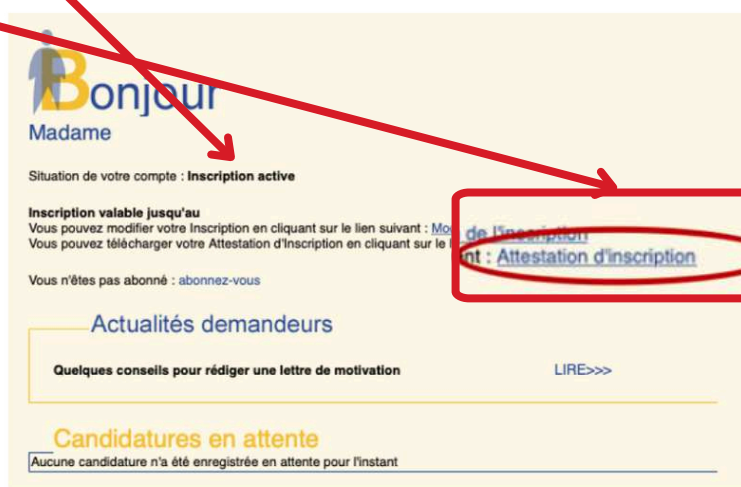 Bonjour
Madame
Situation de votre compte : Inscription active
Inscription valable jusqu'au
Vous pouvez modifier votre Inscription en cliquant sur le lien suivant : de l'inscription
Vous pouvez télécharger votre Attestation d'Inscription en cliquant sur le : Attestation d'inscription
Vous n'êtes pas abonné : abonnez-vous
Actualités demandeurs
Quelques conseils pour rédiger une lettre de motivation LIRE>>>
Candidatures en attente
Aucune candidature n'a été enregistrée en attente pour l'instant